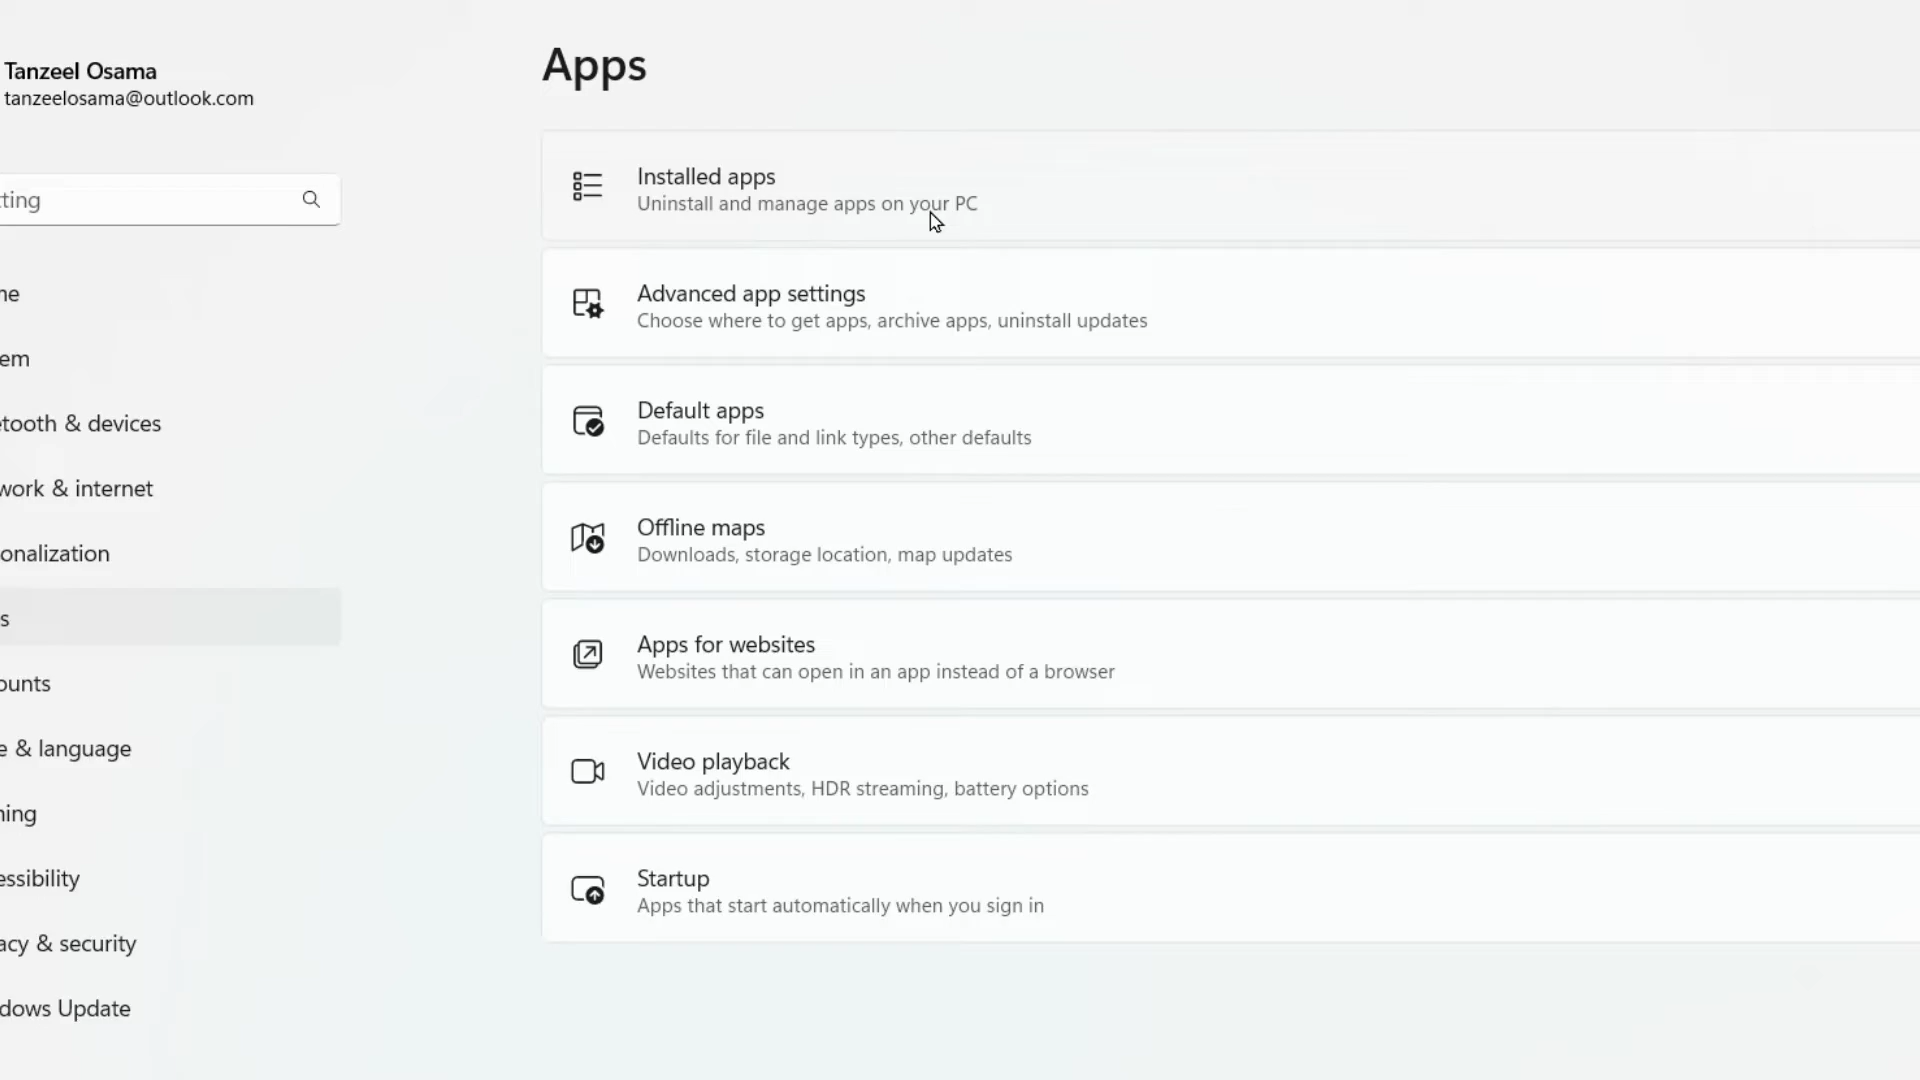 Tanzeel Osama
tanzeelosama@outlook.com
ting
me
em
etooth & devices
work & internet
onalization
s
ounts
e & language
ning
essibility
acy & security
dows Update
Apps
Installed apps
Uninstall and manage apps on your PC
Advanced app settings
Choose where to get apps, archive apps, uninstall updates
Default apps
Defaults for file and link types, other defaults
Offline maps
Downloads, storage location, map updates
Apps for websites
Websites that can open in an app instead of a browser
Video playback
Video adjustments, HDR streaming, battery options
Startup
Apps that start automatically when you sign in